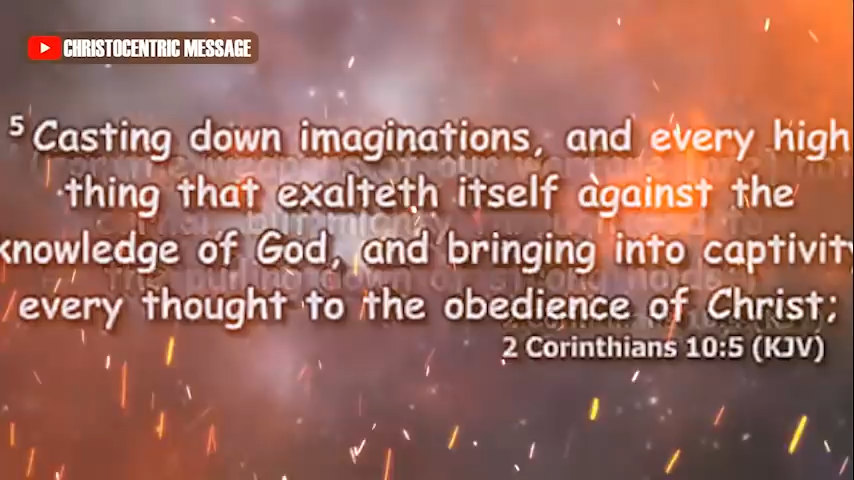 CHRISTOCENTRIC MESSAGE
5 Casting down imaginations, and every high
thing that exalteth itself against the
knowledge of God, and bringing into captivity
every thought to the obedience of Christ;
2 Corinthians 10:5 (KJV)